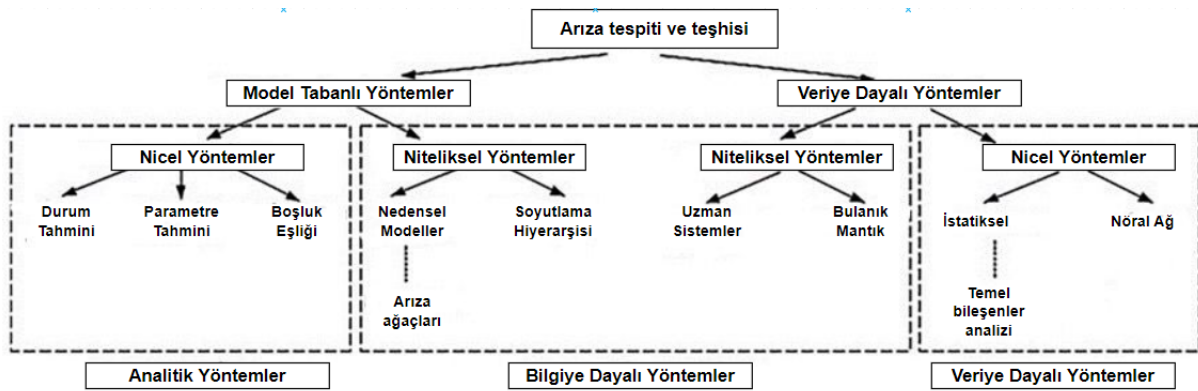 Arıza tespiti ve teşhisi
Model Tabanlı Yöntemler
Veriye Dayalı Yöntemler
Nicel Yöntemler
Niteliksel Yöntemler
Niteliksel Yöntemler
Nicel Yöntemler
Durum
Tahmini
Parametre
Tahmini
Boşluk
Eşliği
Nedensel
Modeller
Soyutlama
Hiyerarşisi
Uzman
Sistemler
Bulanık
Mantık
İstatiksel
Nöral Ağ
Arıza
ağaçları
Temel
bileşenler
analizi
Analitik Yöntemler
Bilgiye Dayalı Yöntemler
Veriye Dayalı Yöntemler